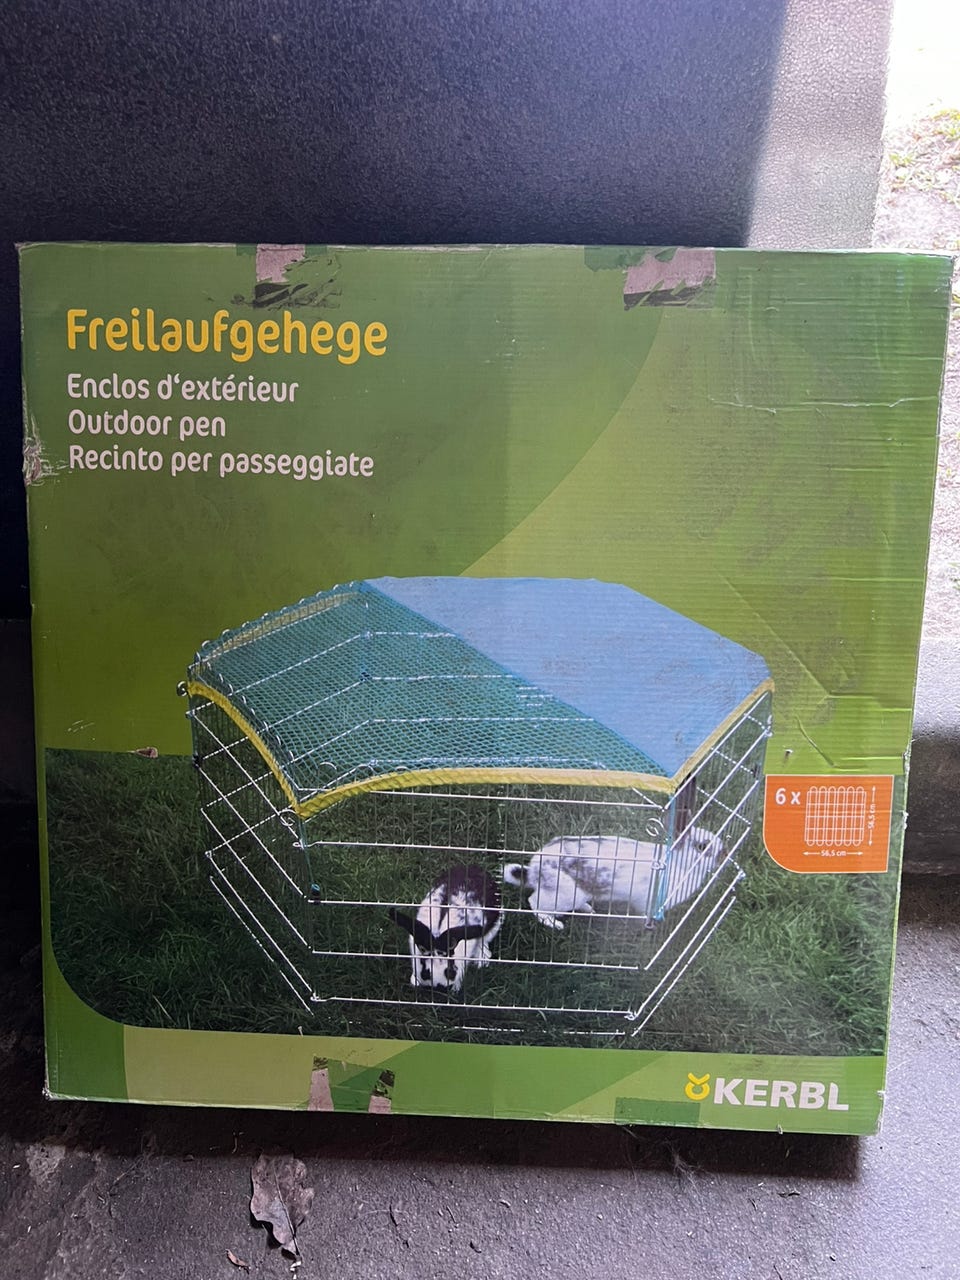 Freilaufgehege
Enclos d‘extérieur
Outdoor pen
Recinto per passeggiate
6 x
56,5 cm
56,5 cm
KERBL